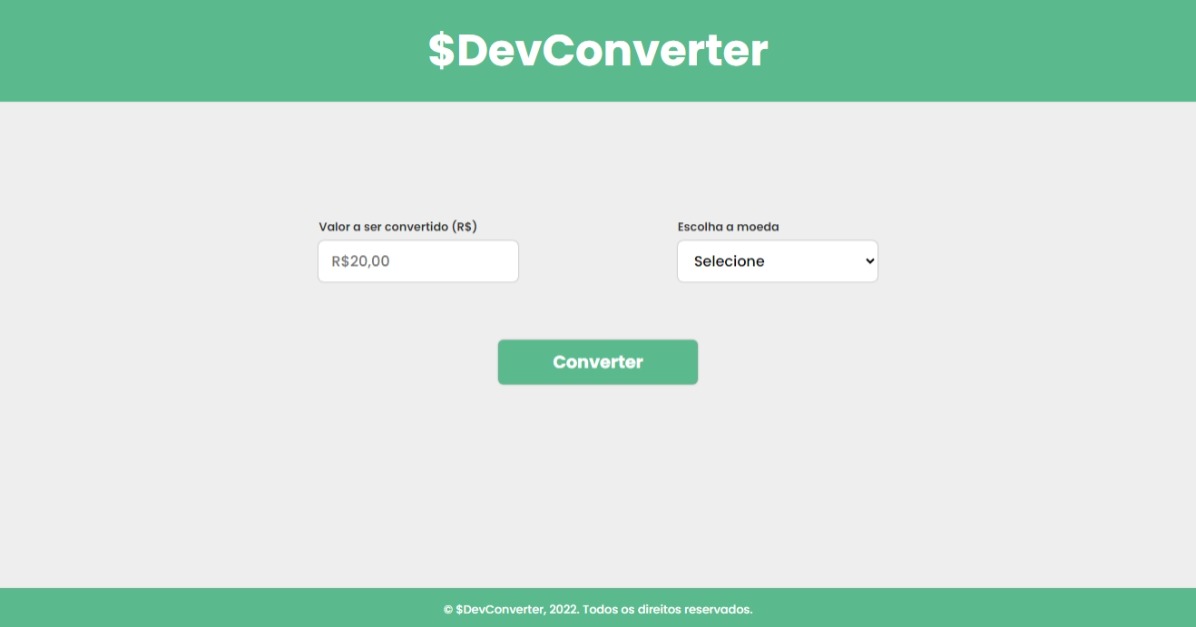 $DevConverter
Valor a ser convertido (R$)
Escolha a moeda
R$20,00
Selecione
Converter
© $DevConverter, 2022. Todos os direitos reservados.